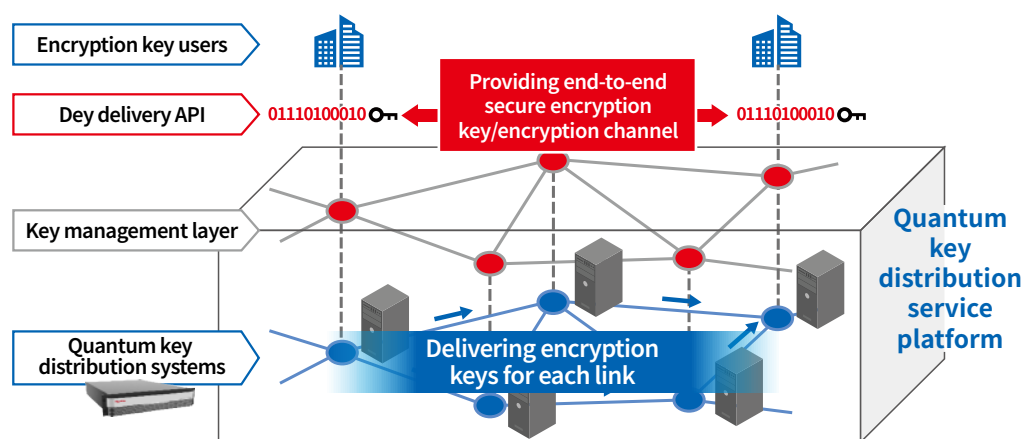 Encryption key users
Dey delivery API
01110100010
Providing end-to-end
secure encryption
key/encryption channel
01110100010
Key management layer
Quantum
key
distribution
service
platform
Quantum key
distribution systems
Delivering encryption
keys for each link